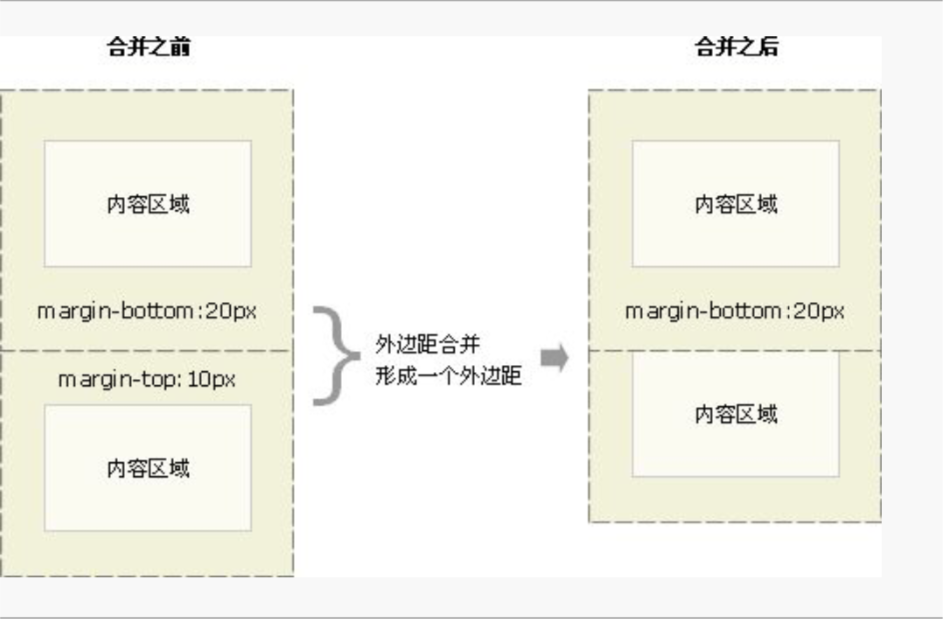 合并之前
合并之后
内容区域
margin-bottom:20px
margin-top:10px
内容区域
外边距合并
形成一个外边距
内容区域
margin-bottom:20px
内容区域